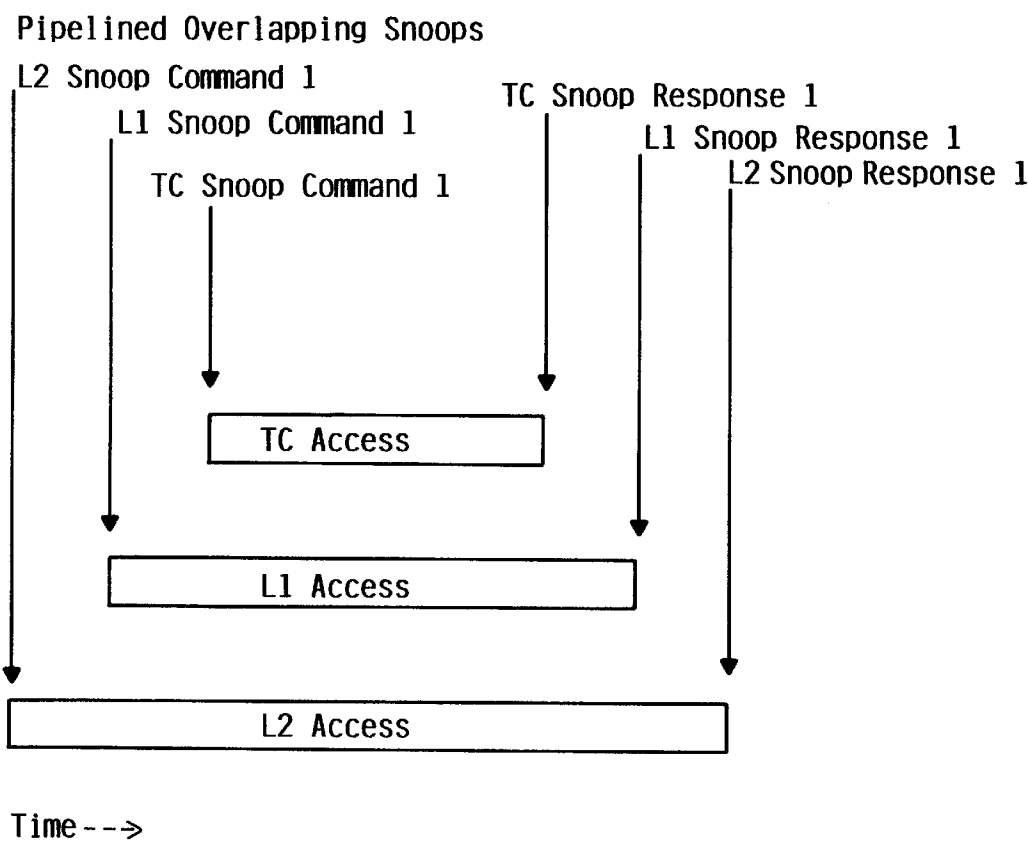 Pipelined Overlapping Snoops
L2 Snoop Command 1
TC Snoop Response 1
L1 Snoop Command 1
L1 Snoop Response 1
L2 Snoop Response 1
TC Snoop Command 1
TC Access
L1 Access
L2 Access
Time--->